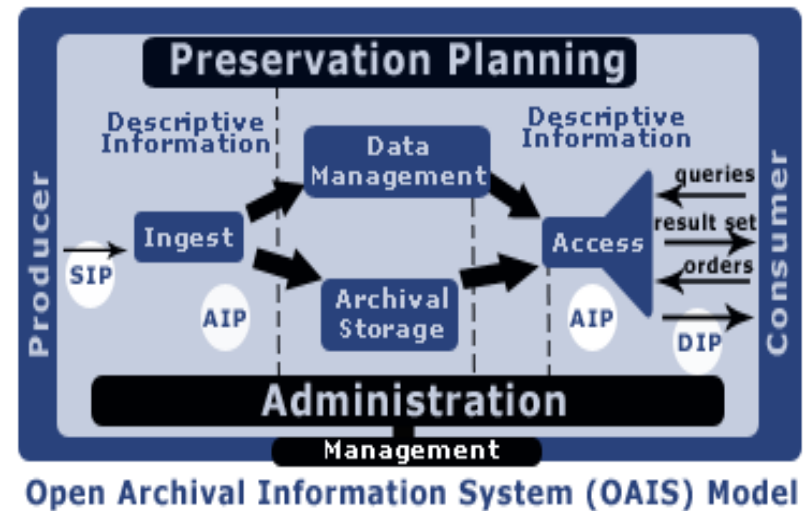 Preservation Planning
Descriptive
Information
Descriptive
Information
Data
Management
Producer
Consumer
queries
result set
orders
Ingest
Access
SIP
AIP
Archival
Storage
AIP
DIP
Administration
Management
Open Archival Information System (OAIS) Model